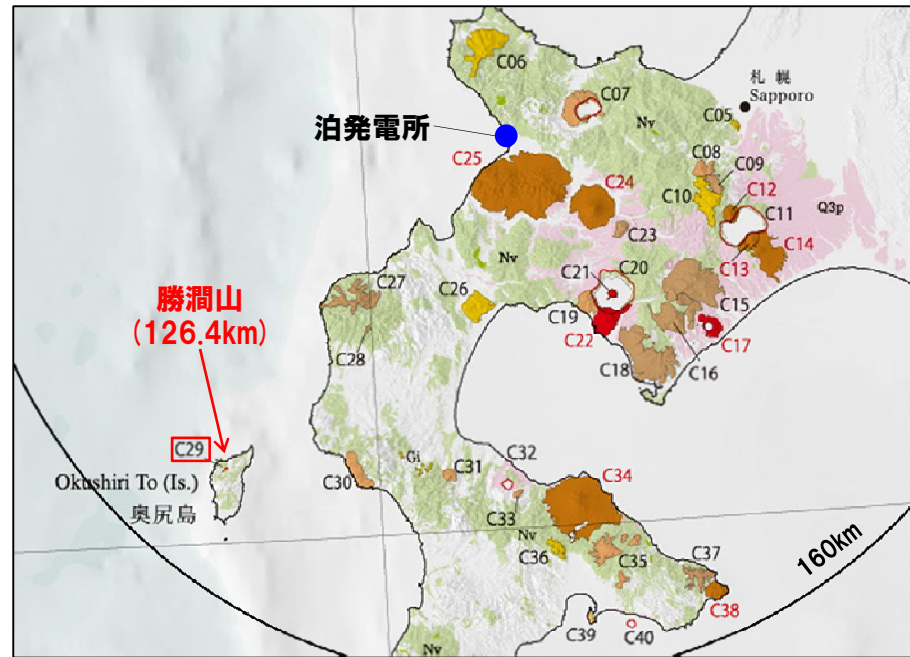 C06
札幌
Sapporo
C07
C05
泊発電所
Nv
C25
C08
C09
C24
C10
C12
C11
Q3p
C23
C14
C13
Nv
C21
C20
C27
C26
C15
勝澗山
(126.4km)
C19
C17
C28
C22
C16
C18
C29
C32
Gi
C31
C34
Okushiri To (Is.)
C30
奥尻島
C33
Nv
C36
C35
C37
160km
C38
C39
C40
Nv